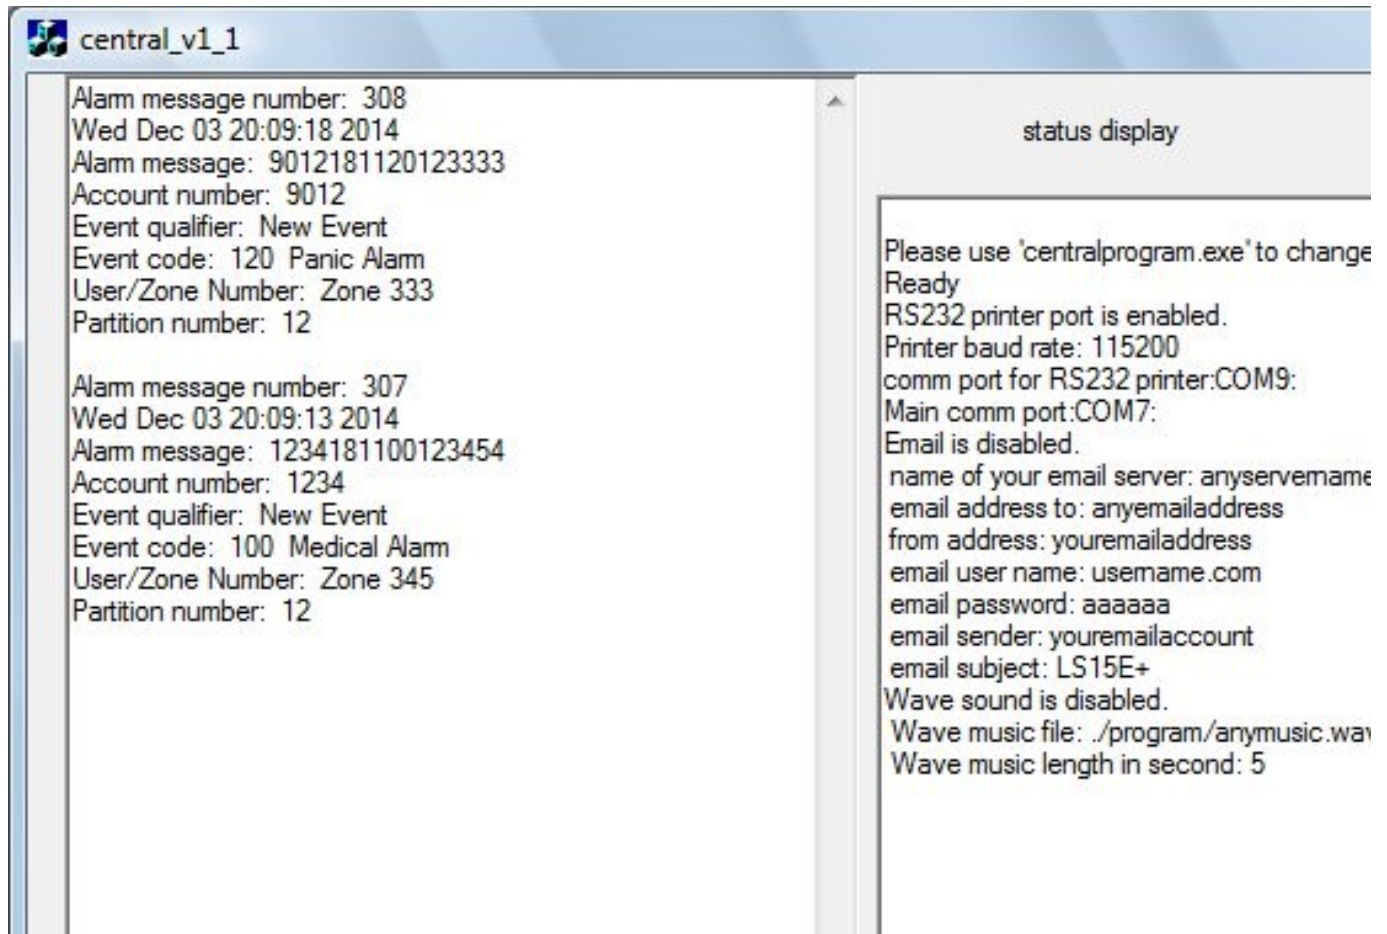 central_v1_1
Alarm message number:  308
Wed Dec 03 20:09:18 2014
Alarm message:  9012181120123333
Account number:  9012
Event qualifier:  New Event
Event code:  120  Panic Alarm
User/Zone Number:  Zone 333
Partition number:  12
Alarm message number:  307
Wed Dec 03 20:09:13 2014
Alarm message:  1234181100123454
Account number:  1234
Event qualifier:  New Event
Event code:  100  Medical Alarm
User/Zone Number:  Zone 345
Partition number:  12
status display
Please use 'centralprogram.exe' to change
Ready
RS232 printer port is enabled.
Printer baud rate: 115200
comm port for RS232 printer:COM9:
Main comm port:COM7:
Email is disabled.
name of your email server: anyservername
email address to: anyemailaddress
from address: youremailaddress
email user name: username.com
email password: aaaaaa
email sender: youremailaccount
email subject: LS15E+
Wave sound is disabled.
Wave music file: ./program/anymusic.wav
Wave music length in second: 5